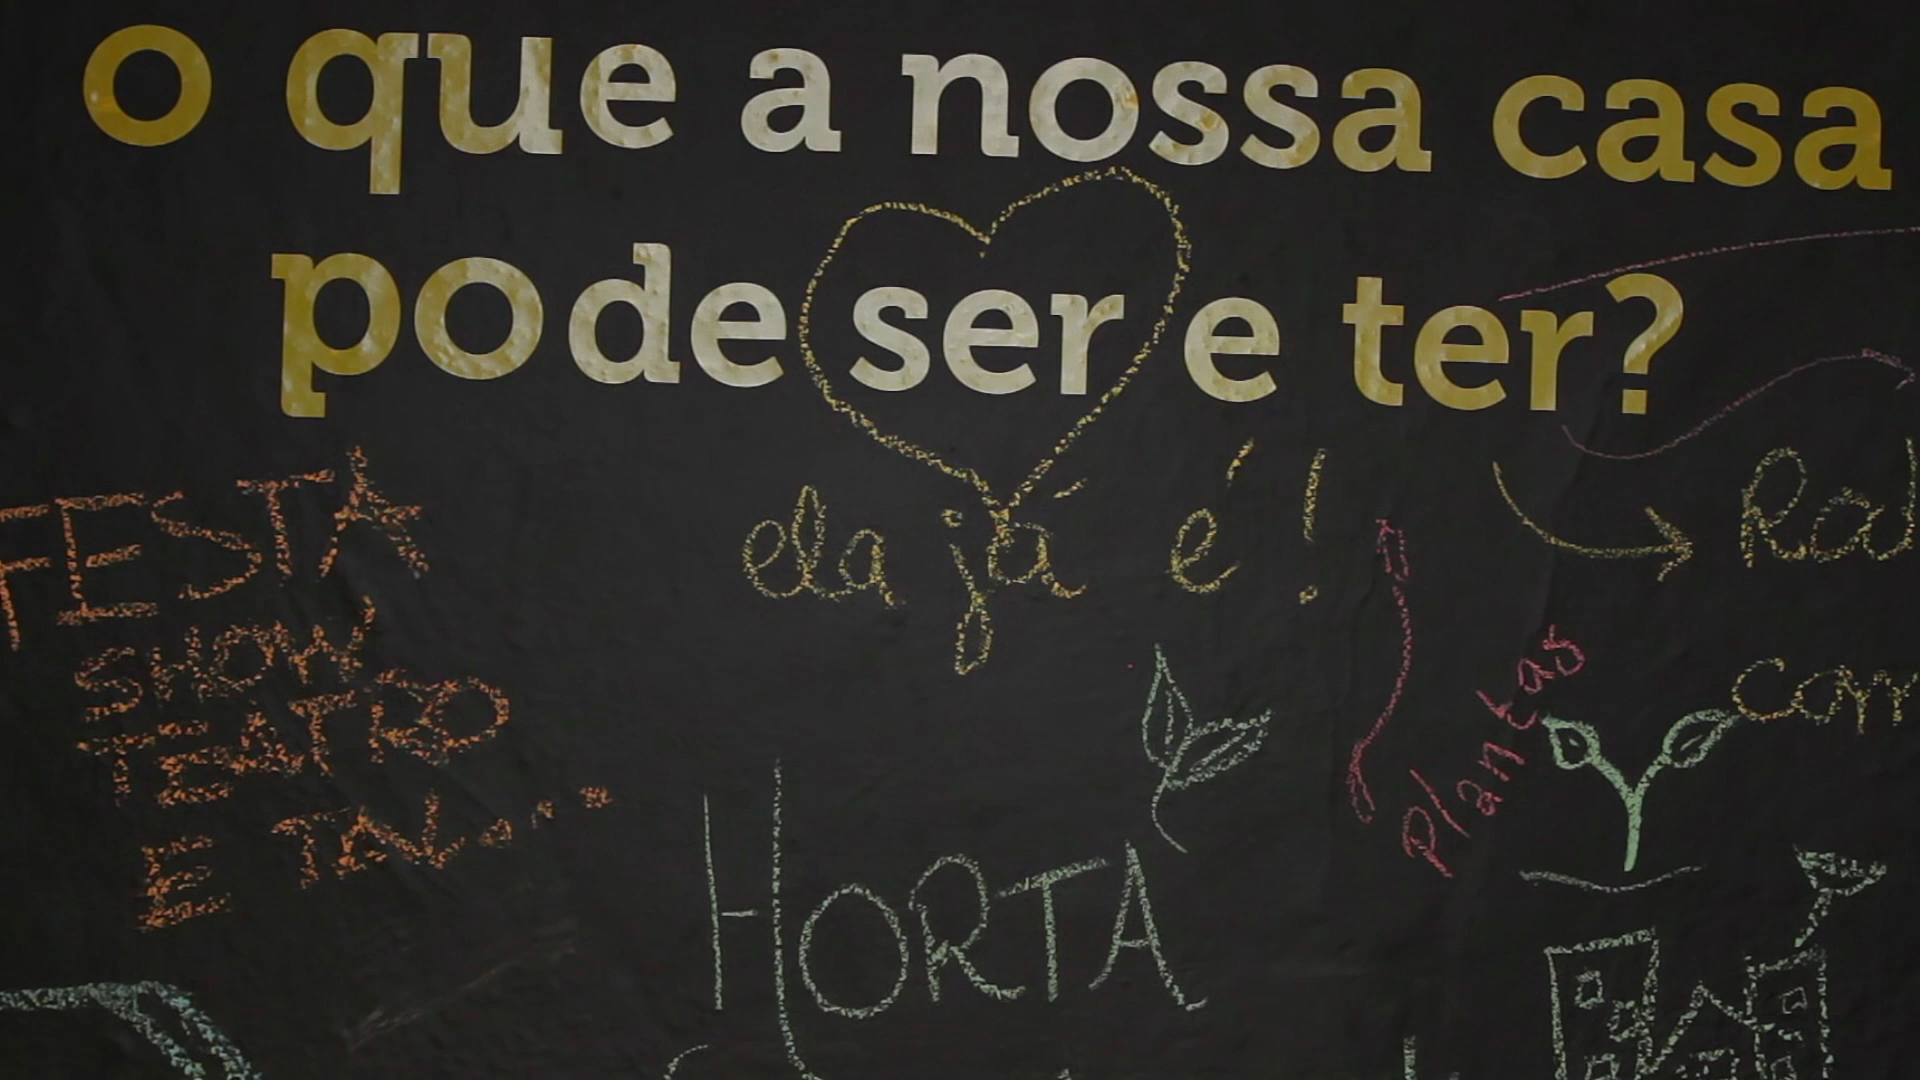 o que a nossa casa
pode ser e ter?
ela já é!
FESTA
SHOW
TEATRO
E TAL...
Plantas
HORTA